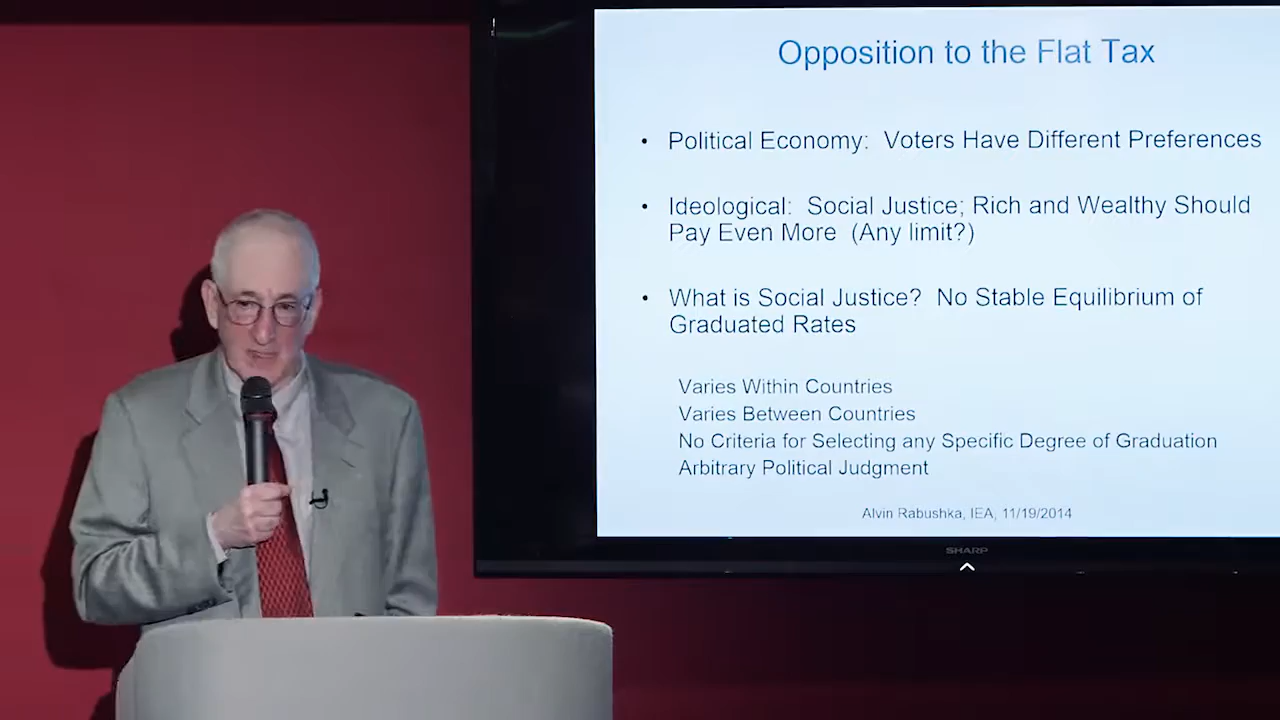 Opposition to the Flat Tax
• Political Economy:  Voters Have Different Preferences
• Ideological:  Social Justice; Rich and Wealthy Should
Pay Even More  (Any limit?)
• What is Social Justice?  No Stable Equilibrium of
Graduated Rates
Varies Within Countries
Varies Between Countries
No Criteria for Selecting any Specific Degree of Graduation
Arbitrary Political Judgment
Alvin Rabushka, IEA, 11/19/2014
SHARP